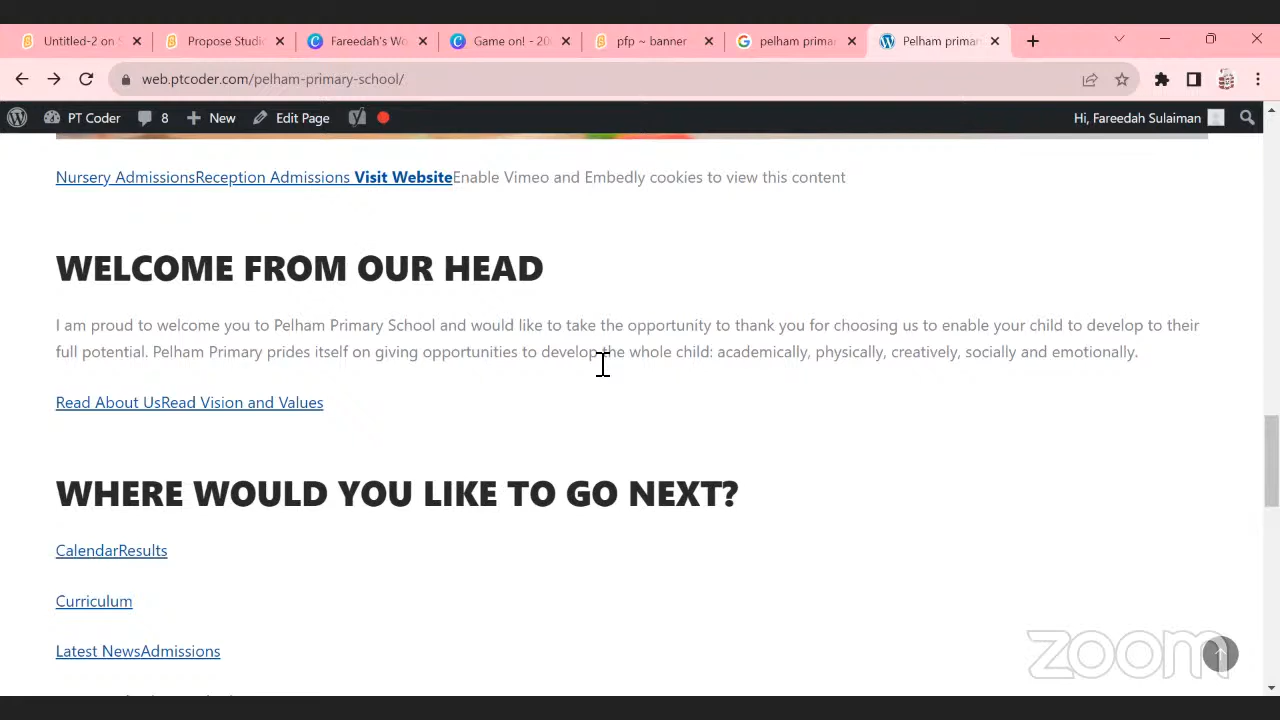 Untitled-2 on S
Propose Studi
Fareedah's Wo
Game on! - 20
pfp ~ banner
pelham prima
Pelham primar
web.ptcoder.com/pelham-primary-school/
PT Coder
8
New
Edit Page
Hi, Fareedah Sulaiman
Nursery AdmissionsReception Admissions Visit WebsiteEnable Vimeo and Embedly cookies to view this content
WELCOME FROM OUR HEAD
I am proud to welcome you to Pelham Primary School and would like to take the opportunity to thank you for choosing us to enable your child to develop to their
full potential. Pelham Primary prides itself on giving opportunities to develop the whole child: academically, physically, creatively, socially and emotionally.
Read About UsRead Vision and Values
WHERE WOULD YOU LIKE TO GO NEXT?
CalendarResults
Curriculum
Latest NewsAdmissions
zoom